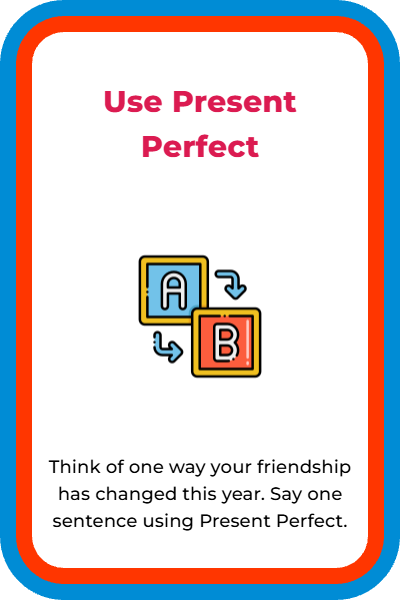 Use Present
Perfect
A
B
Think of one way your friendship
has changed this year. Say one
sentence using Present Perfect.